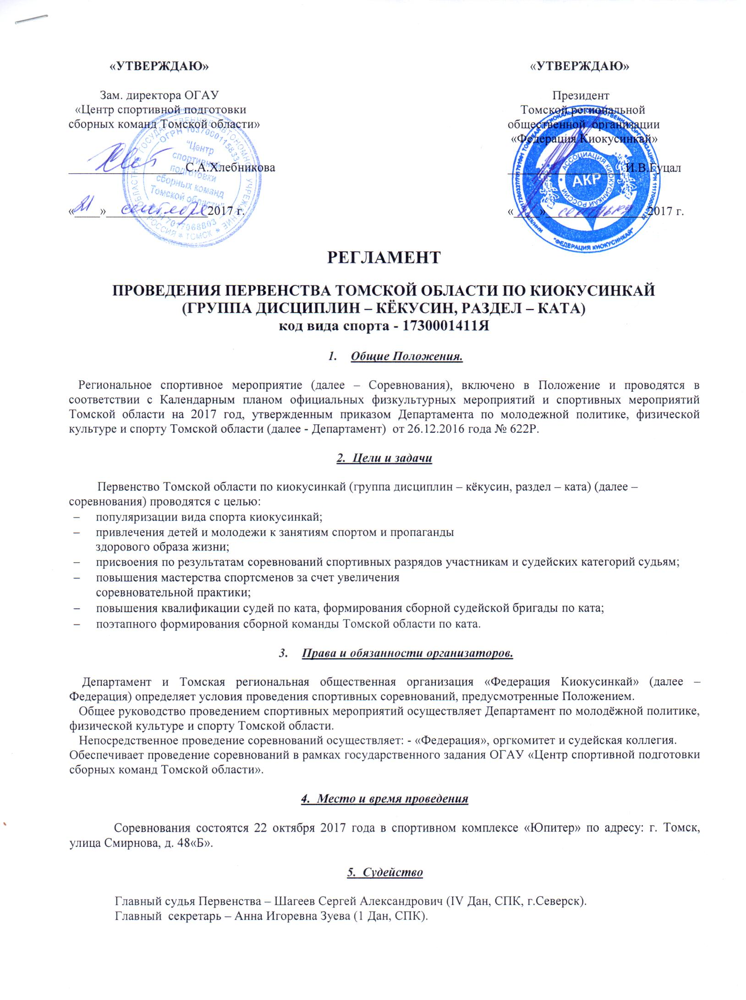 «УТВЕРЖДАЮ»
Зам. директора ОГАУ
«Центр спортивной подготовки
сборных команд Томской области»
С.А.Хлебникова
«21» сентября 2017 г.
ОГРН 1037000115833
"Центр
спортивной
подготовки
сборных команд
Томской области"
РОССИЯ * ТОМСК *
«УТВЕРЖДАЮ»
Президент
Томской региональной
общественной организации
«Федерация Киокусинкай»
И.В.Гуцал
« » сентября 2017 г.
АССОЦИАЦИЯ КИОКУСИНКАЙ РОССИИ
АКР
"ФЕДЕРАЦИЯ КИОКУСИНКАЙ"
РЕГЛАМЕНТ
ПРОВЕДЕНИЯ ПЕРВЕНСТВА ТОМСКОЙ ОБЛАСТИ ПО КИОКУСИНКАЙ
(ГРУППА ДИСЦИПЛИН – КЁКУСИН, РАЗДЕЛ – КАТА)
код вида спорта - 1730001411Я
1. Общие Положения.
Региональное спортивное мероприятие (далее – Соревнования), включено в Положение и проводятся в
соответствии с Календарным планом официальных физкультурных мероприятий и спортивных мероприятий
Томской области на 2017 год, утвержденным приказом Департамента по молодежной политике, физической
культуре и спорту Томской области (далее - Департамент) от 26.12.2016 года № 622Р.
2. Цели и задачи
Первенство Томской области по киокусинкай (группа дисциплин – кёкусин, раздел – ката) (далее –
соревнования) проводятся с целью:
– популяризации вида спорта киокусинкай;
– привлечения детей и молодежи к занятиям спортом и пропаганды
здорового образа жизни;
– присвоения по результатам соревнований спортивных разрядов участникам и судейских категорий судьям;
– повышения мастерства спортсменов за счет увеличения
соревновательной практики;
– повышения квалификации судей по ката, формирования сборной судейской бригады по ката;
– поэтапного формирования сборной команды Томской области по ката.
3. Права и обязанности организаторов.
Департамент и Томская региональная общественная организация «Федерация Киокусинкай» (далее –
Федерация) определяет условия проведения спортивных соревнований, предусмотренные Положением.
Общее руководство проведением спортивных мероприятий осуществляет Департамент по молодёжной политике,
физической культуре и спорту Томской области.
Непосредственное проведение соревнований осуществляет: - «Федерация», оргкомитет и судейская коллегия.
Обеспечивает проведение соревнований в рамках государственного задания ОГАУ «Центр спортивной подготовки
сборных команд Томской области».
4. Место и время проведения
Соревнования состоятся 22 октября 2017 года в спортивном комплексе «Юпитер» по адресу: г. Томск,
улица Смирнова, д. 48«Б».
5. Судейство
Главный судья Первенства – Шагеев Сергей Александрович (IV Дан, СПК, г.Северск).
Главный секретарь – Анна Игоревна Зуева (1 Дан, СПК).